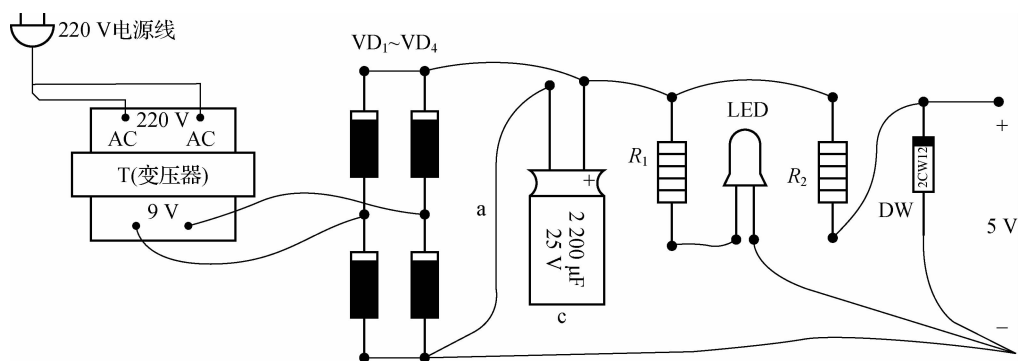 220 V电源线
VD₁~VD₄
220 V
AC AC
T(变压器)
9 V
a
+
2 200 μF
25 V
c
R₁
LED
R₂
2CW12
DW
+
5 V
−